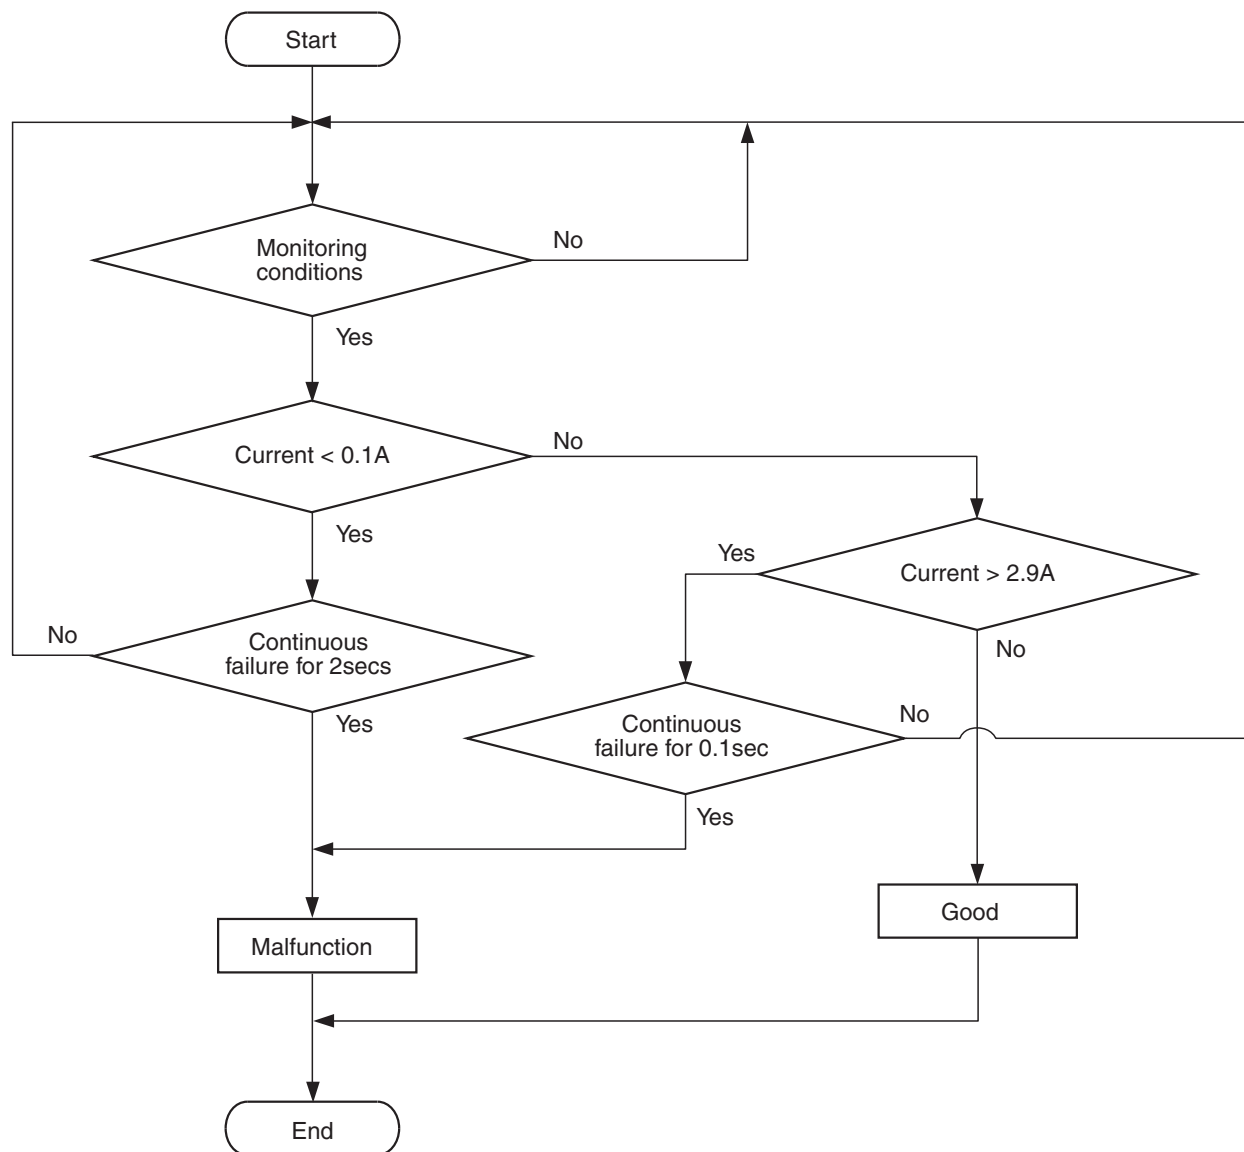 Start
Monitoring
conditions
No
Yes
Current < 0.1A
No
Yes
Yes
Current > 2.9A
No
No
Continuous
failure for 2secs
Yes
Continuous
failure for 0.1sec
No
Yes
Good
Malfunction
End